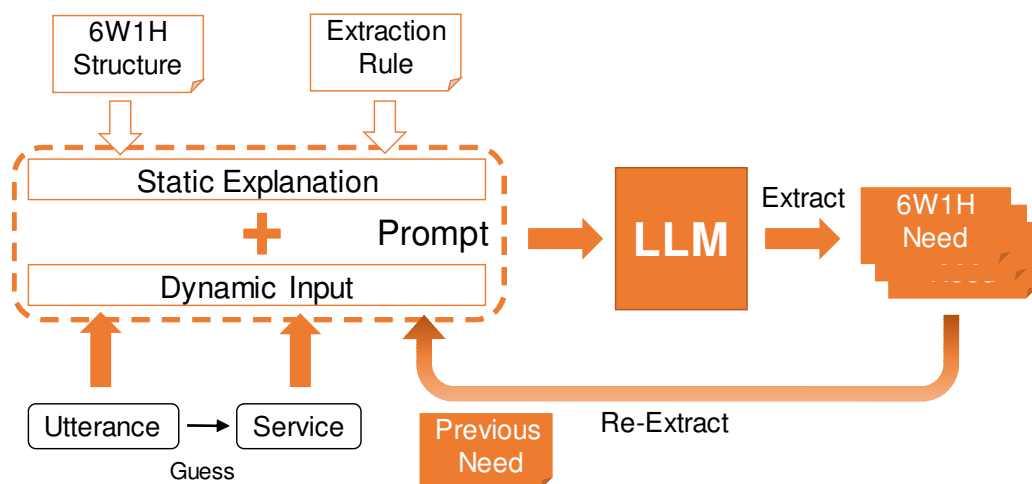 6W1H
Structure
Extraction
Rule
Static Explanation
Prompt
Dynamic Input
LLM
Extract
6W1H
Need
Need
Utterance
Service
Guess
Previous
Need
Re-Extract